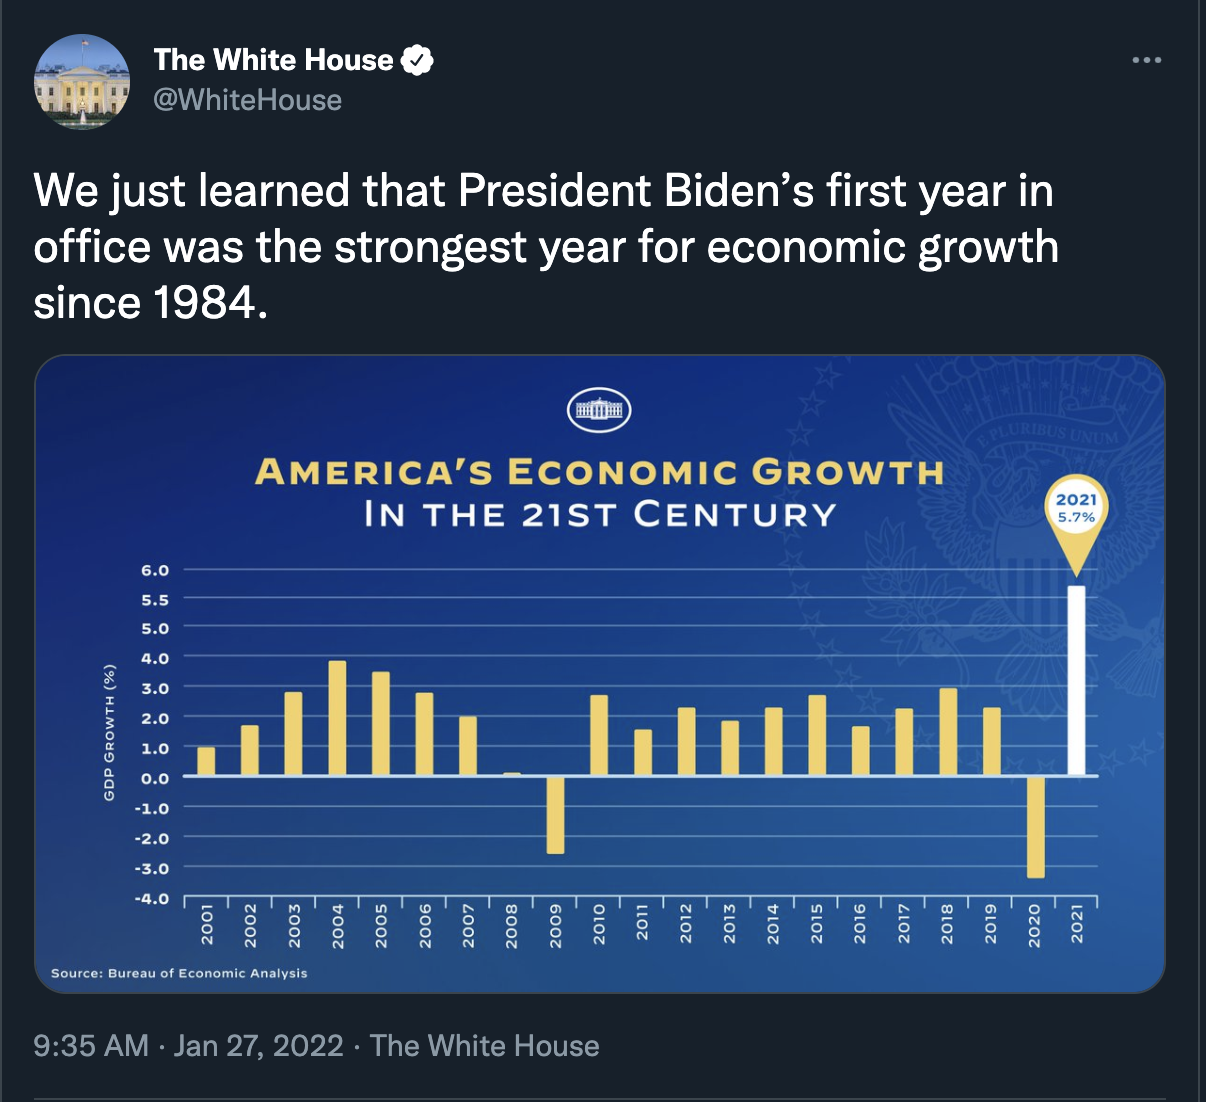 The White House
@WhiteHouse
We just learned that President Biden’s first year in
office was the strongest year for economic growth
since 1984.
E PLURIBUS UNUM
AMERICA’S ECONOMIC GROWTH
IN THE 21ST CENTURY
2021
5.7%
6.0
5.5
5.0
4.0
3.0
2.0
1.0
0.0
-1.0
-2.0
-3.0
-4.0
GDP GROWTH (%)
2001 2002 2003 2004 2005 2006 2007 2008 2009 2010 2011 2012 2013 2014 2015 2016 2017 2018 2019 2020 2021
Source: Bureau of Economic Analysis
9:35 AM · Jan 27, 2022 · The White House